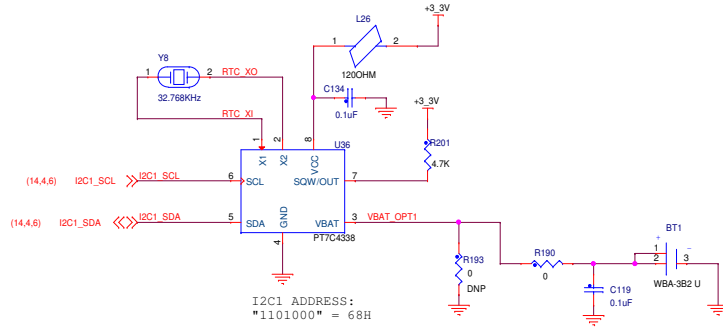 +3_3V
L26
1
2
120OHM
Y8
1
2
RTC_XO
32.768KHz
C134
0.1uF
+3_3V
RTC_XI
1
2
8
R201
4.7K
U36
X1
X2
VCC
(14,4,6)
I2C1_SCL
I2C1_SCL
6
SCL
SQW/OUT
7
(14,4,6)
I2C1_SDA
I2C1_SDA
5
SDA
GND
VBAT
3
VBAT_OPT1
4
PT7C4338
BT1
R193
0
DNP
R190
0
+
1
2
-
3
WBA-3B2 U
C119
0.1uF
I2C1 ADDRESS:
"1101000" = 68H